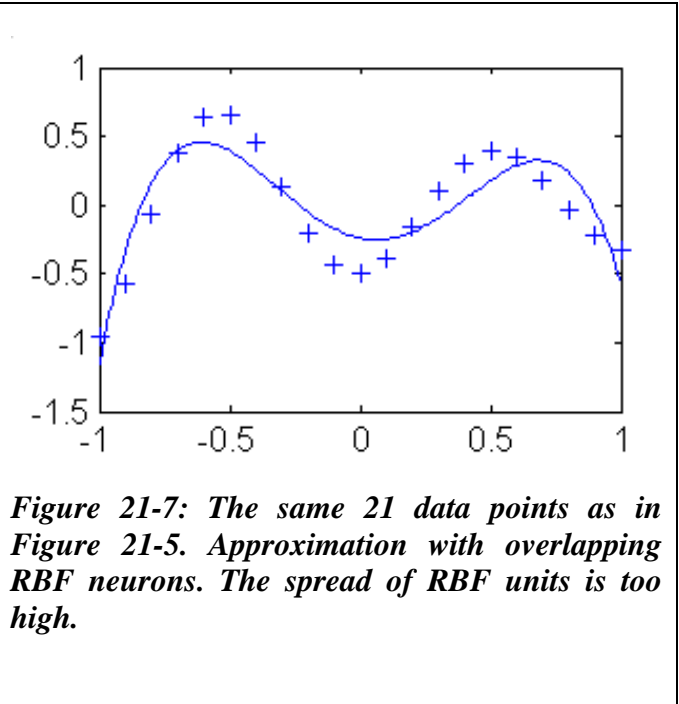 1
0.5
0
-0.5
-1
-1.5
-1 -0.5 0 0.5 1
Figure 21-7: The same 21 data points as in
Figure 21-5. Approximation with overlapping
RBF neurons. The spread of RBF units is too
high.